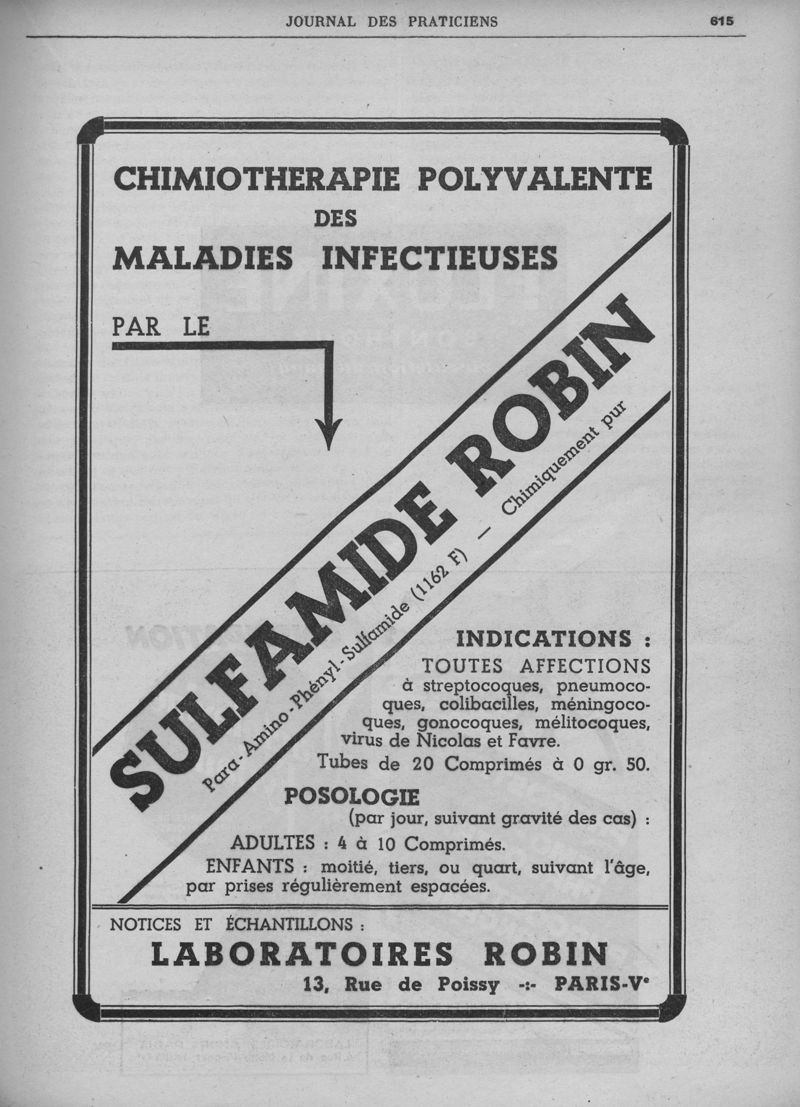 JOURNAL DES PRATICIENS
615
CHIMIOTHERAPIE POLYVALENTE
DES
MALADIES INFECTIEUSES
PAR LE
SULFAMIDE ROBIN
Para-Amino-Phényl-Sulfamide (1162 F) — Chimiquement pur
INDICATIONS :
TOUTES AFFECTIONS
à streptocoques, pneumoco-
ques, colibacilles, méningoco-
ques, gonocoques, mélitocoques,
virus de Nicolas et Favre.
Tubes de 20 Comprimés à 0 gr. 50.
POSOLOGIE
(par jour, suivant gravité des cas) :
ADULTES : 4 à 10 Comprimés.
ENFANTS : moitié, tiers, ou quart, suivant l'âge,
par prises régulièrement espacées.
NOTICES ET ÉCHANTILLONS :
LABORATOIRES ROBIN
13, Rue de Poissy -:- PARIS-Vᵉ